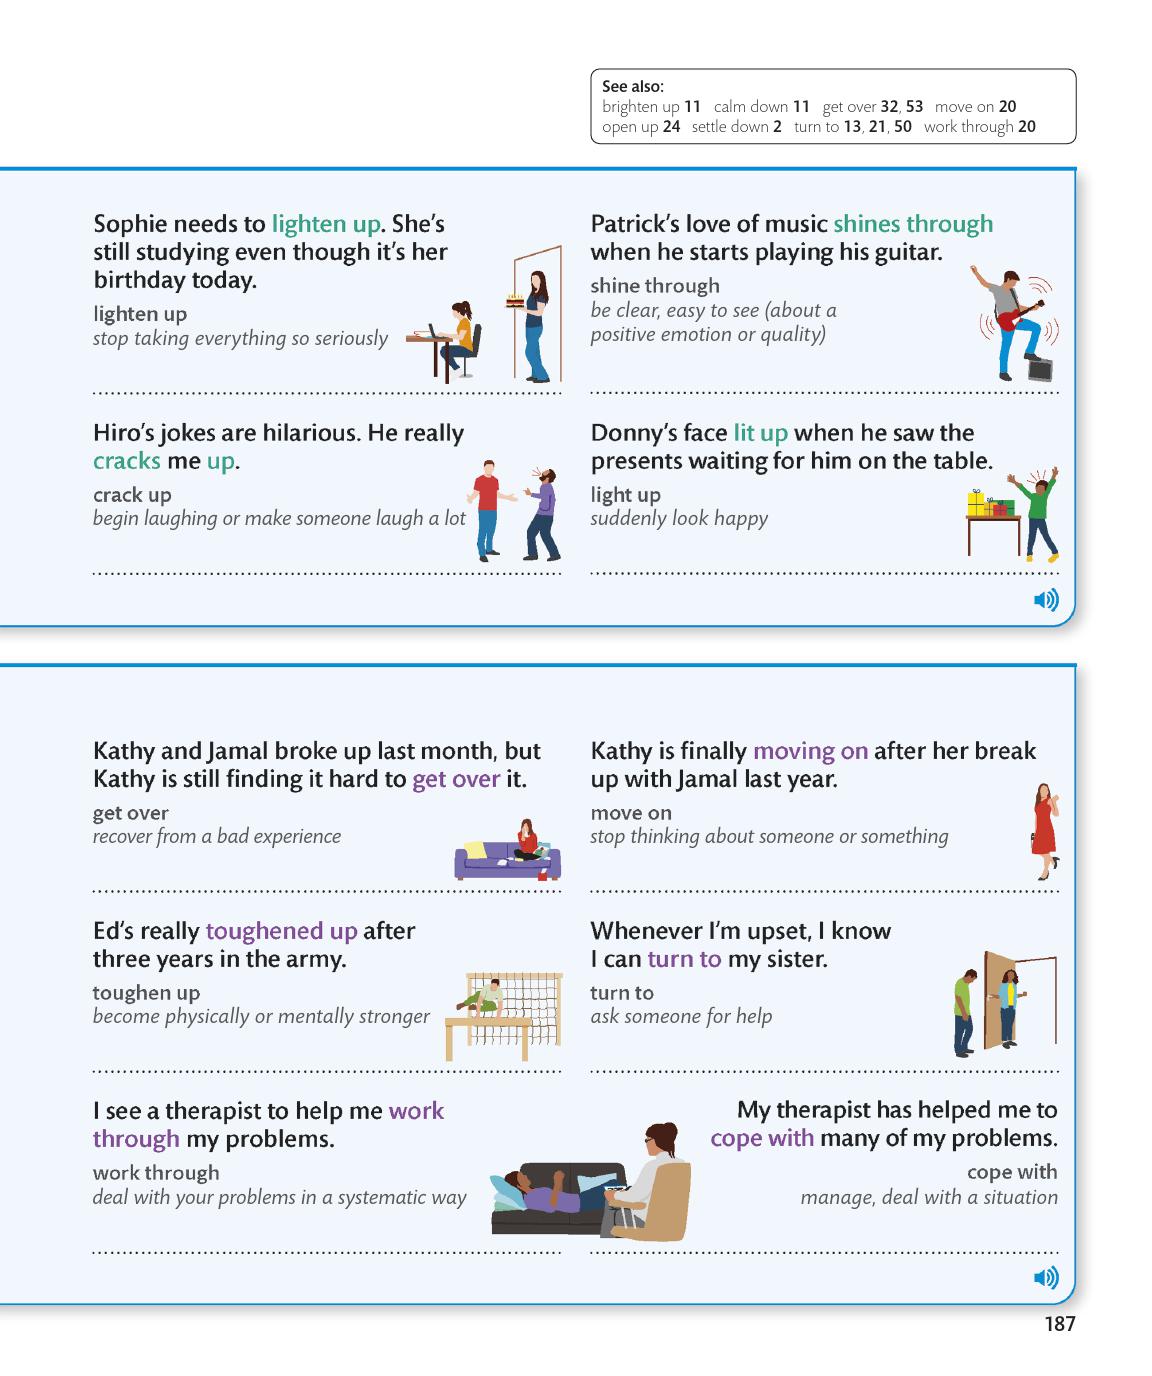 See also:
brighten up 11 calm down 11 get over 32, 53 move on 20
open up 24 settle down 2 turn to 13, 21, 50 work through 20
Sophie needs to lighten up. She's
still studying even though it's her
birthday today.
lighten up
stop taking everything so seriously
Patrick's love of music shines through
when he starts playing his guitar.
shine through
be clear, easy to see (about a
positive emotion or quality)
Hiro's jokes are hilarious. He really
cracks me up.
crack up
begin laughing or make someone laugh a lot
Donny's face lit up when he saw the
presents waiting for him on the table.
light up
suddenly look happy
Kathy and Jamal broke up last month, but
Kathy is still finding it hard to get over it.
get over
recover from a bad experience
Kathy is finally moving on after her break
up with Jamal last year.
move on
stop thinking about someone or something
Ed's really toughened up after
three years in the army.
toughen up
become physically or mentally stronger
Whenever I'm upset, I know
I can turn to my sister.
turn to
ask someone for help
I see a therapist to help me work
through my problems.
work through
deal with your problems in a systematic way
My therapist has helped me to
cope with many of my problems.
cope with
manage, deal with a situation
187